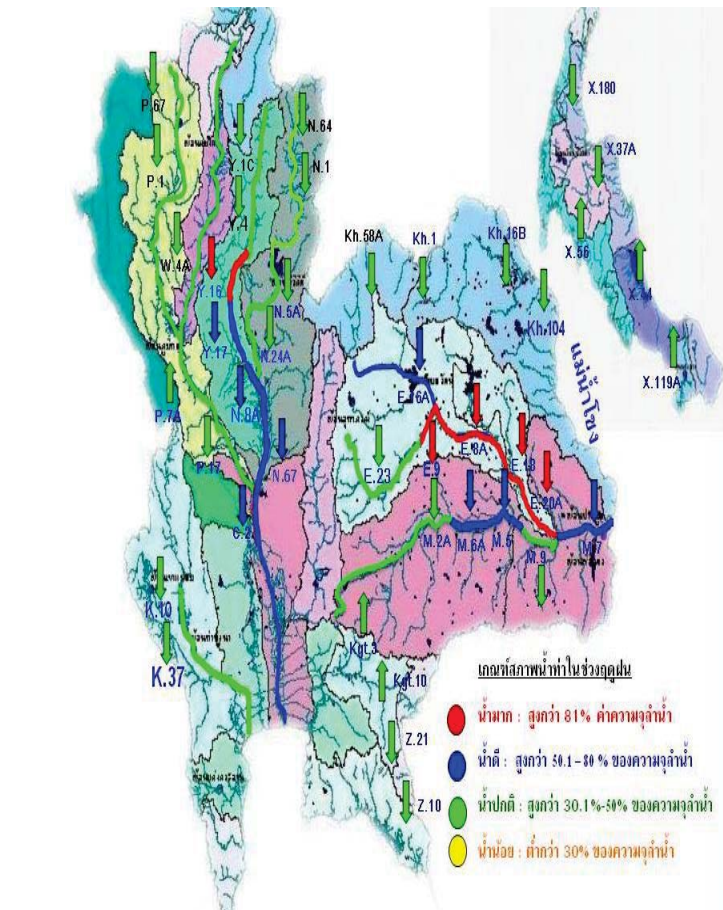 X.180
P.67
N.64
Y.1C
X.37A
N.1
P.1
Y.4
Kh.58A
Kh.1
Kh.16B
W.4A
X.56
Y.16
X.44
N.5A
Kh.104
Y.17
N.24A
แม่น้ำโขง
X.119A
P.7A
N.8A
E.16A
E.8A
P.17
N.67
E.23
E.9
E.18
E.20A
C.2
M.2A
M.6A
M.5
M.9
M.7
K.10
Kgt.3
K.37
Kgt.10
เกณฑ์สภาพน้ำท่าในช่วงฤดูฝน
น้ำมาก : สูงกว่า 81% ค่าความจุลำน้ำ
Z.21
น้ำดี : สูงกว่า 50.1 – 80 % ของความจุลำน้ำ
Z.10
น้ำปกติ : สูงกว่า 30.1%-50% ของความจุลำน้ำ
น้ำน้อย : ต่ำกว่า 30% ของความจุลำน้ำ